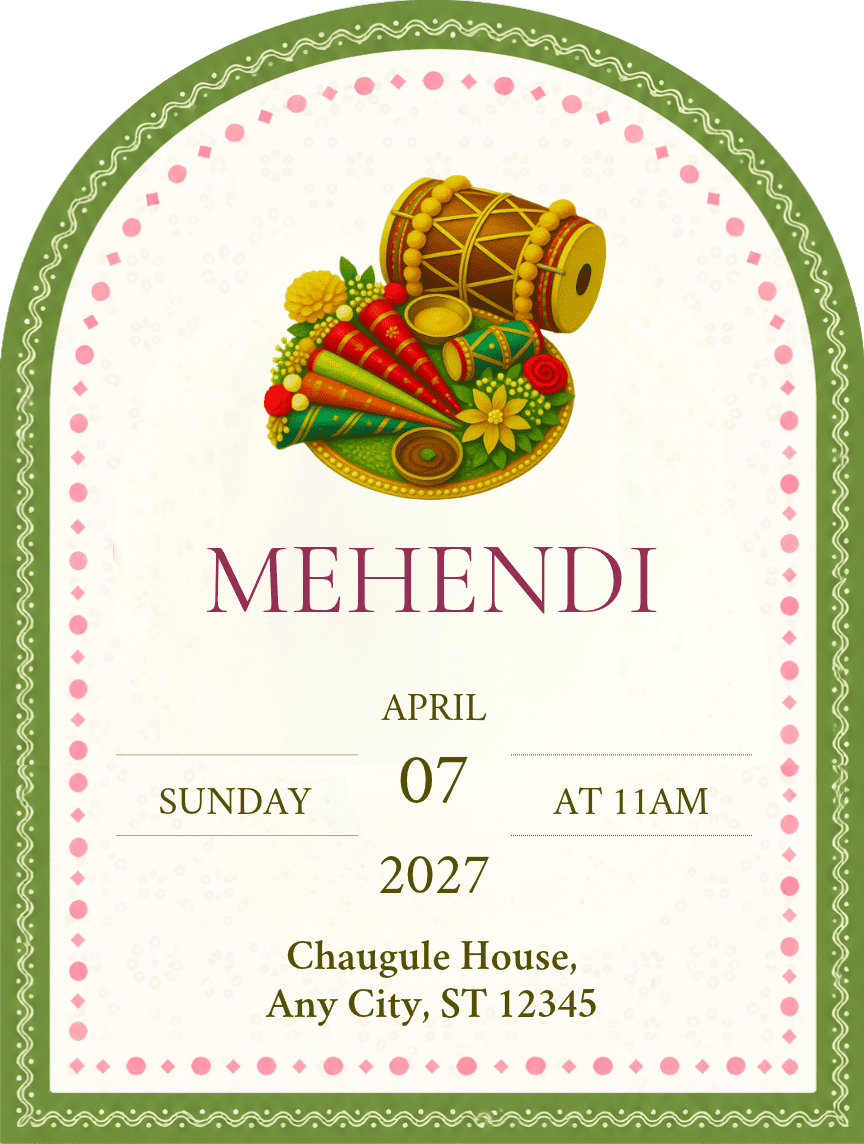 MEHENDI
APRIL
SUNDAY
07
AT 11AM
2027
Chaugule House,
Any City, ST 12345